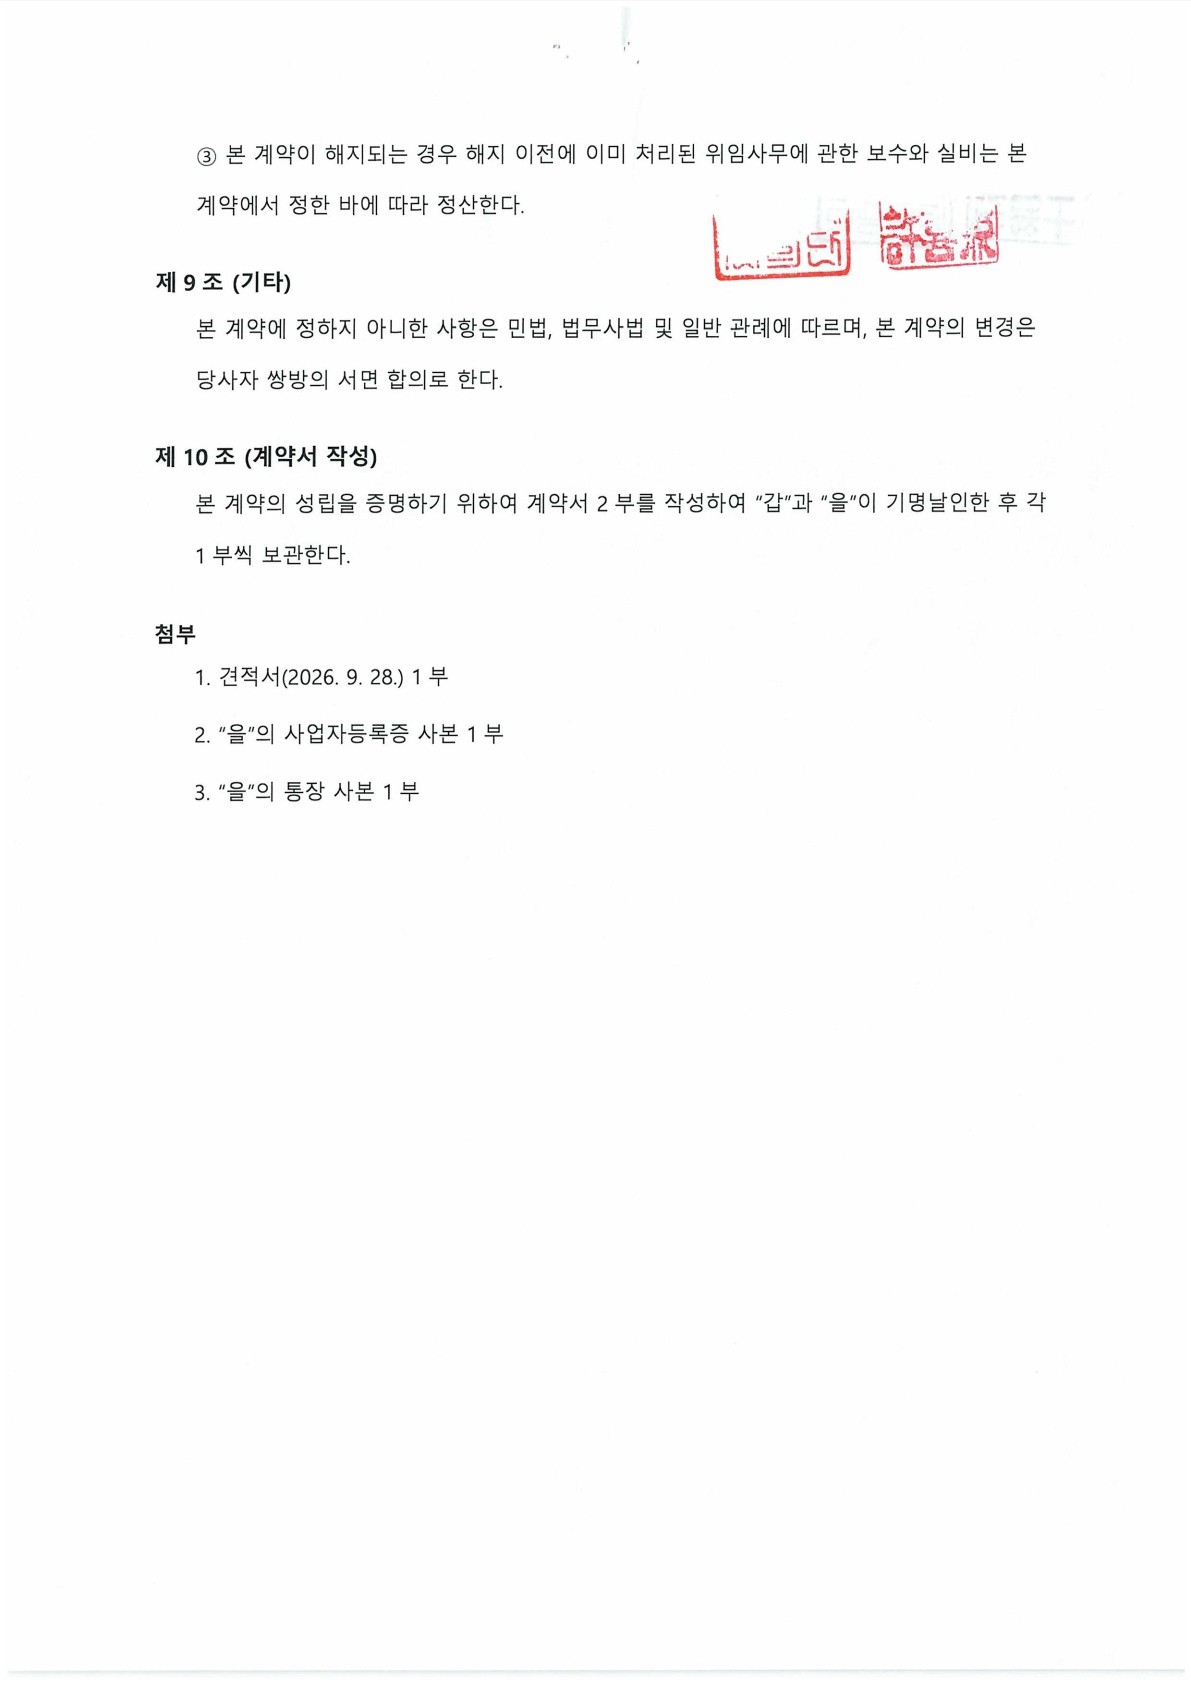 ③ 본 계약이 해지되는 경우 해지 이전에 이미 처리된 위임사무에 관한 보수와 실비는 본
계약에서 정한 바에 따라 정산한다.
제 9 조 (기타)
본 계약에 정하지 아니한 사항은 민법, 법무사법 및 일반 관례에 따르며, 본 계약의 변경은
당사자 쌍방의 서면 합의로 한다.
제 10 조 (계약서 작성)
본 계약의 성립을 증명하기 위하여 계약서 2 부를 작성하여 “갑”과 “을”이 기명날인한 후 각
1 부씩 보관한다.
첨부
1. 견적서(2026. 9. 28.) 1 부
2. “을”의 사업자등록증 사본 1 부
3. “을”의 통장 사본 1 부